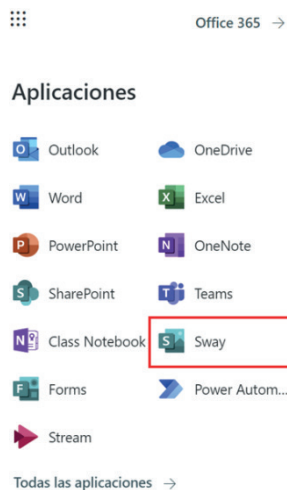 Office 365 →
Aplicaciones
Outlook OneDrive
Word Excel
PowerPoint OneNote
SharePoint Teams
Class Notebook Sway
Forms Power Autom...
Stream
Todas las aplicaciones →